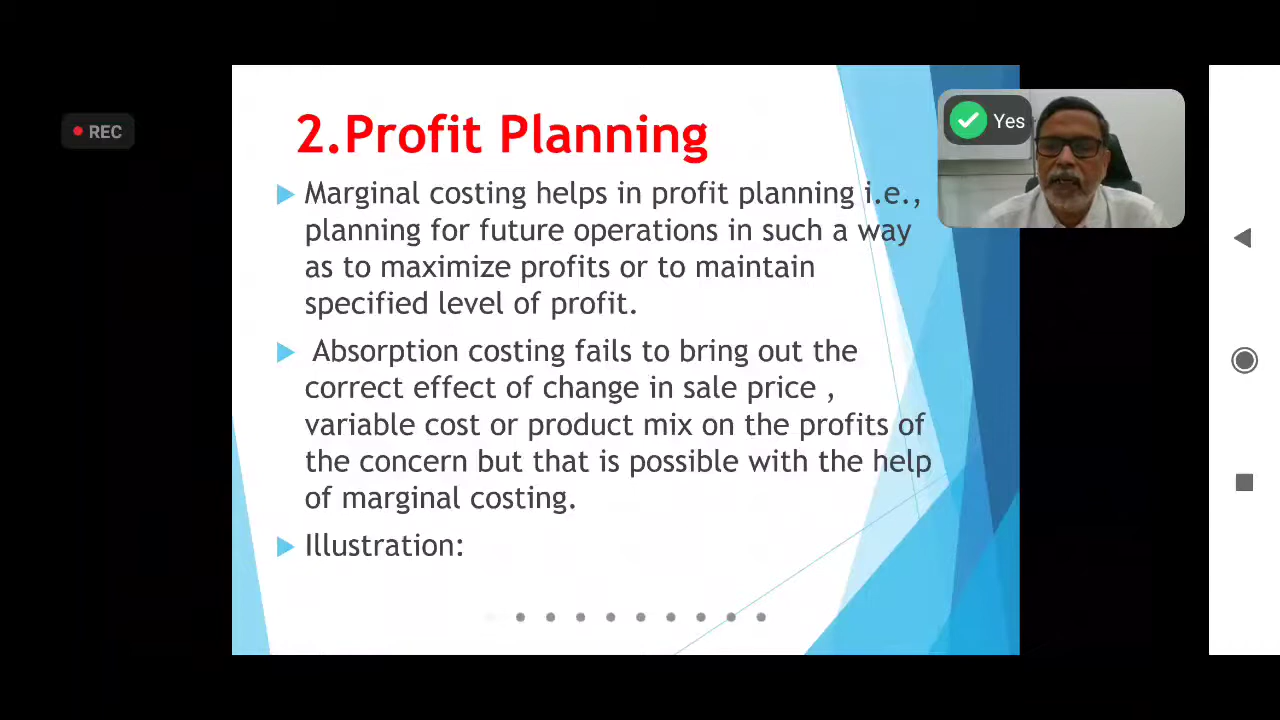 REC
2.Profit Planning
Yes
Marginal costing helps in profit planning i.e.,
planning for future operations in such a way
as to maximize profits or to maintain
specified level of profit.
Absorption costing fails to bring out the
correct effect of change in sale price ,
variable cost or product mix on the profits of
the concern but that is possible with the help
of marginal costing.
Illustration: